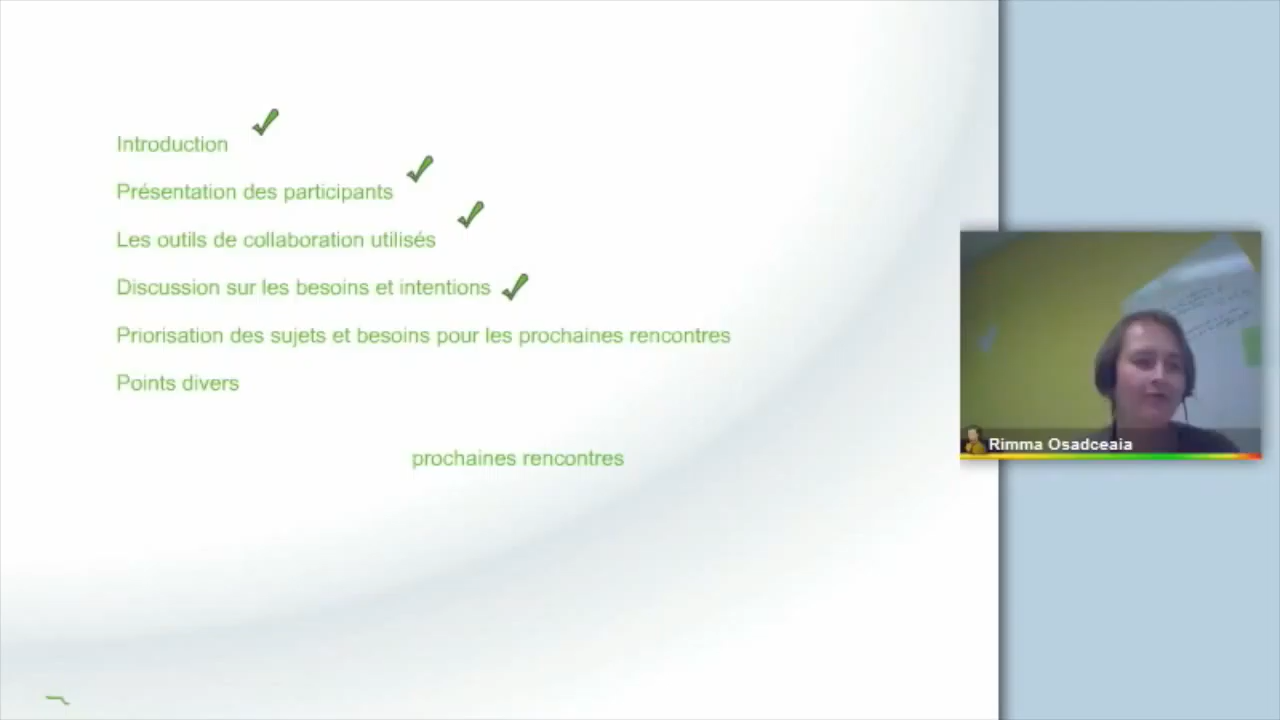 Introduction
Présentation des participants
Les outils de collaboration utilisés
Discussion sur les besoins et intentions
Priorisation des sujets et besoins pour les prochaines rencontres
Points divers
prochaines rencontres
Rimma Osadceaia